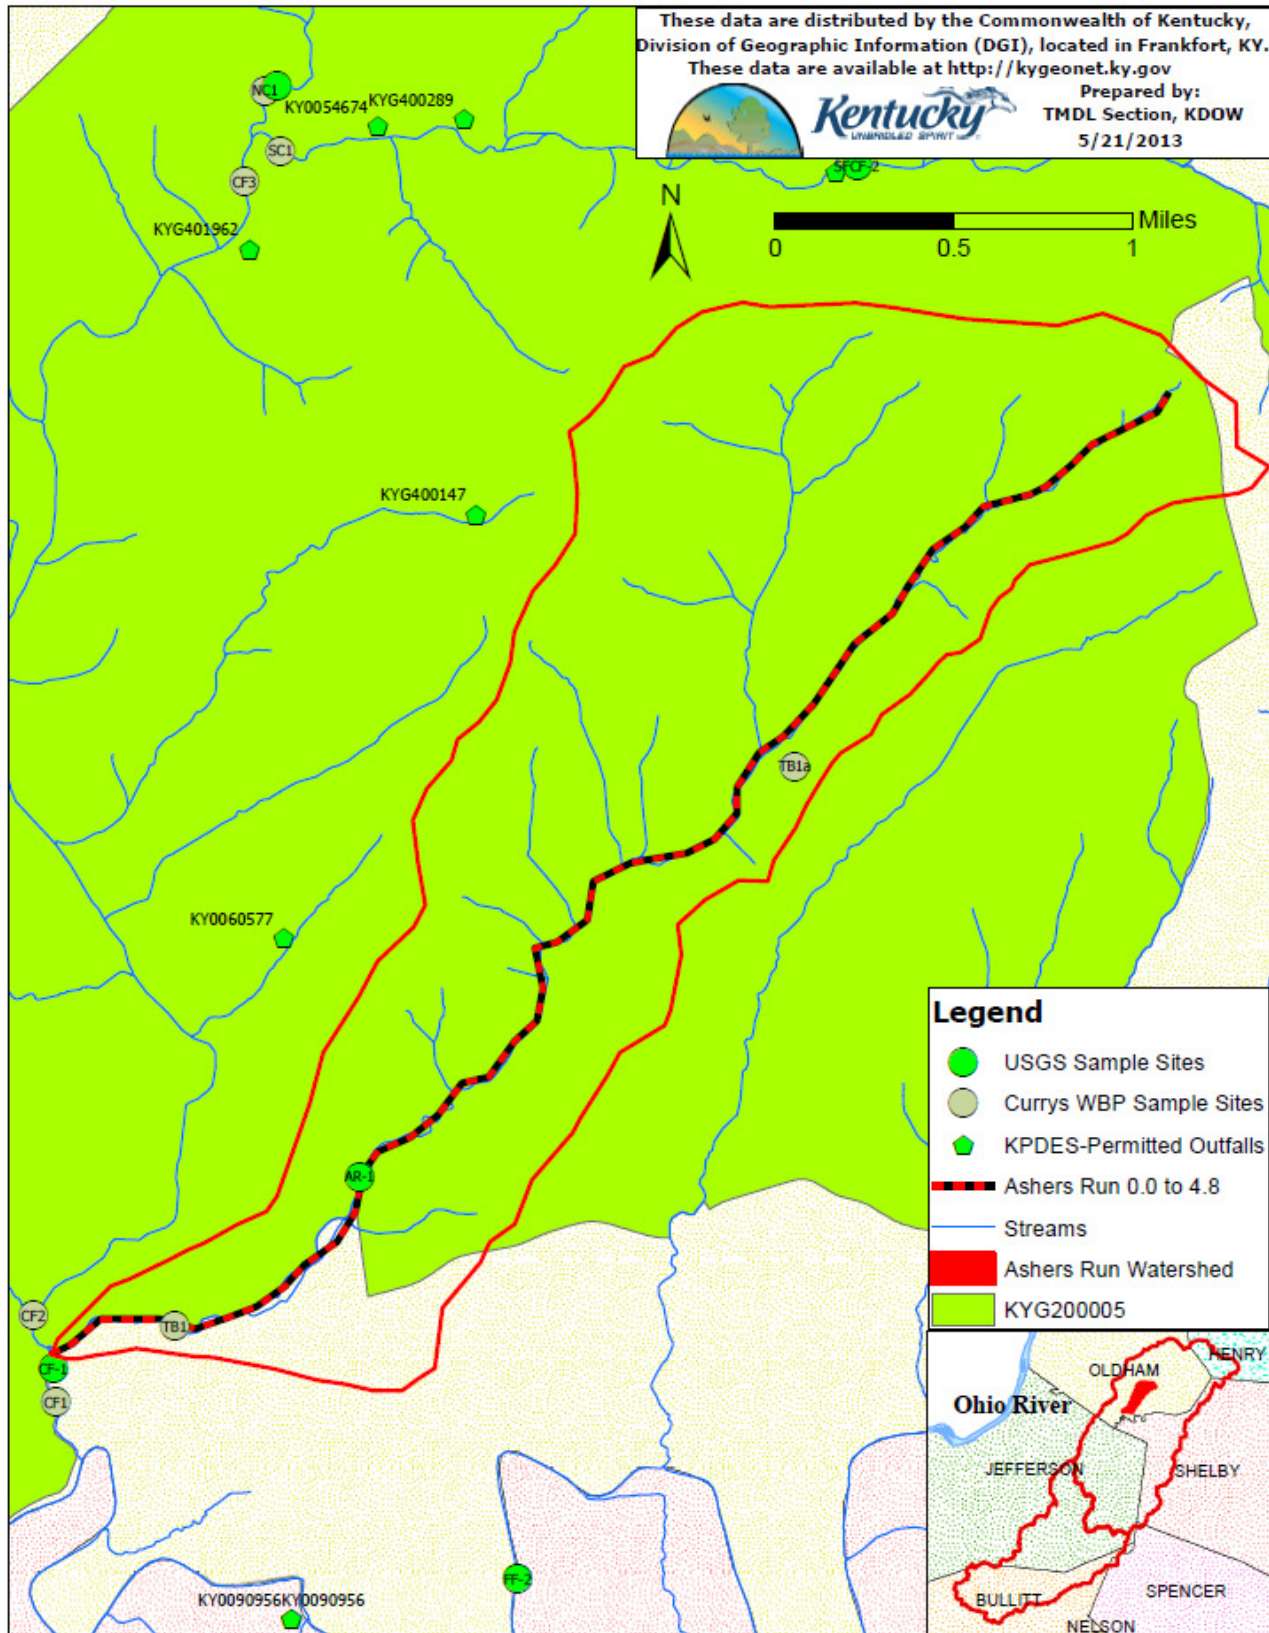 These data are distributed by the Commonwealth of Kentucky,
Division of Geographic Information (DGI), located in Frankfort, KY.
These data are available at http://kygeonet.ky.gov
Kentucky
UNBRIDLED SPIRIT
Prepared by:
TMDL Section, KDOW
5/21/2013
NC1
KY0054674
KYG400289
SC1
CF3
SFCF-2
KYG401962
N
Miles
0
0.5
1
KYG400147
TB1a
KY0060577
AR-1
CF2
TB1
CF-1
CF1
FF-2
KY0090956KY0090956
Legend
USGS Sample Sites
Currys WBP Sample Sites
KPDES-Permitted Outfalls
Ashers Run 0.0 to 4.8
Streams
Ashers Run Watershed
KYG200005
HENRY
OLDHAM
Ohio River
JEFFERSON
SHELBY
BULLITT
SPENCER
NELSON